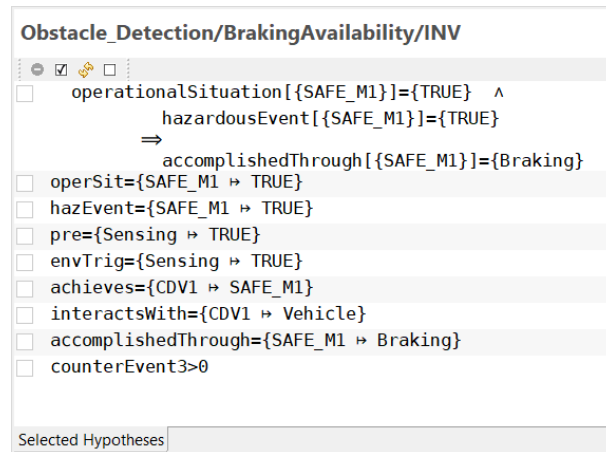 Obstacle_Detection/BrakingAvailability/INV
operationalSituation[{SAFE_M1}]={TRUE} ∧
hazardousEvent[{SAFE_M1}]={TRUE}
⇒
accomplishedThrough[{SAFE_M1}]={Braking}
operSit={SAFE_M1 ↦ TRUE}
hazEvent={SAFE_M1 ↦ TRUE}
pre={Sensing ↦ TRUE}
envTrig={Sensing ↦ TRUE}
achieves={CDV1 ↦ SAFE_M1}
interactsWith={CDV1 ↦ Vehicle}
accomplishedThrough={SAFE_M1 ↦ Braking}
counterEvent3>0
Selected Hypotheses